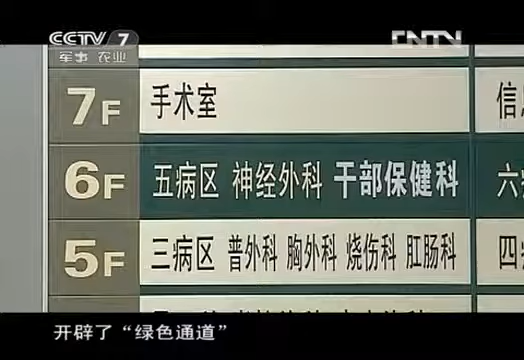 CCTV 7 CNTV
军事 农业
7F 手术室 信
6F 五病区 神经外科 干部保健科 六
5F 三病区 普外科 胸外科 烧伤科 肛肠科 四
开辟了“绿色通道”